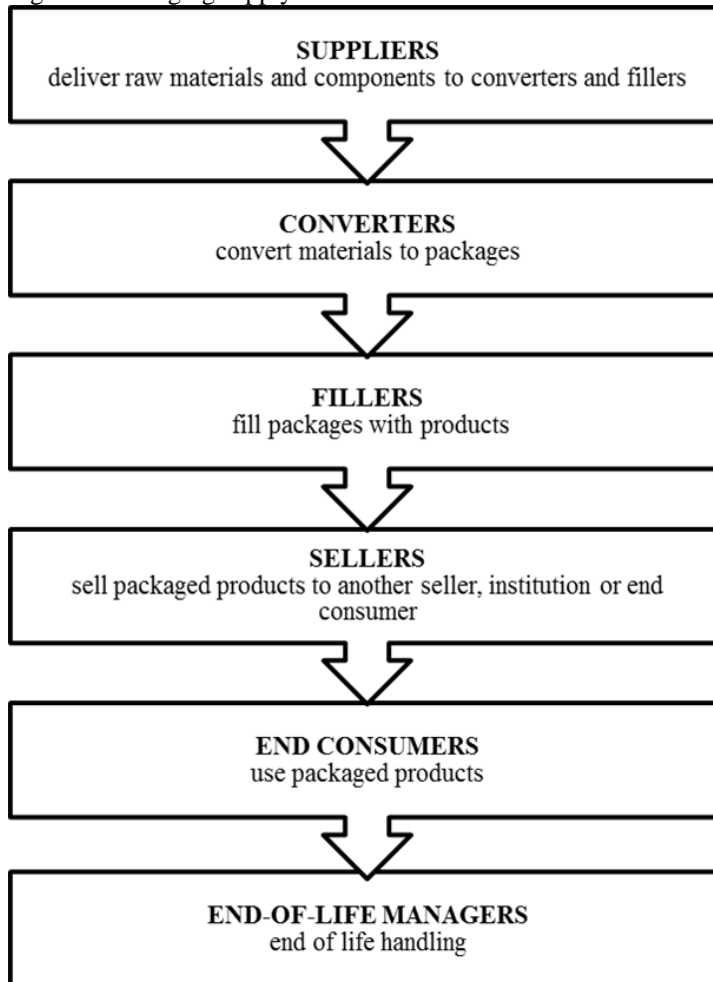 SUPPLIERS
deliver raw materials and components to converters and fillers
CONVERTERS
convert materials to packages
FILLERS
fill packages with products
SELLERS
sell packaged products to another seller, institution or end
consumer
END CONSUMERS
use packaged products
END-OF-LIFE MANAGERS
end of life handling